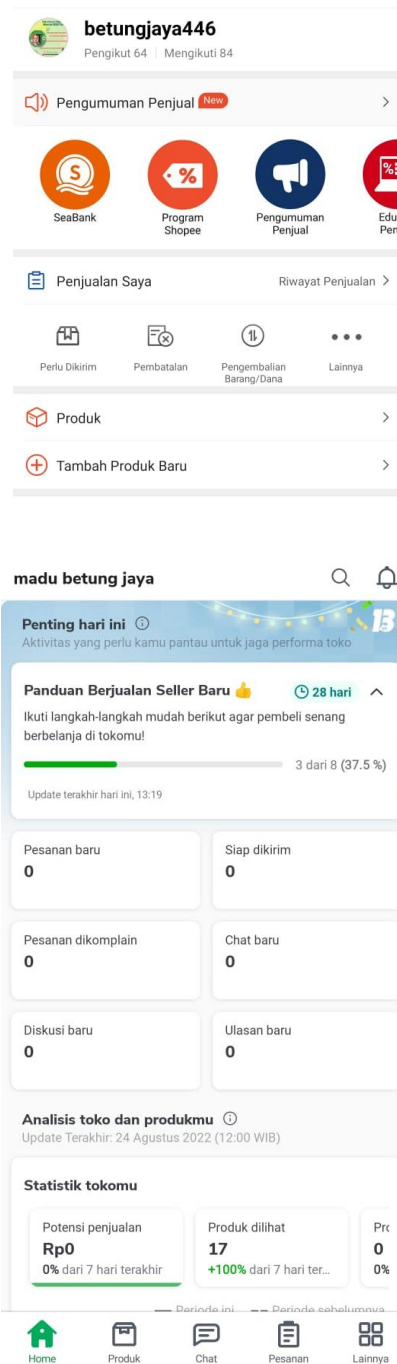 betungjaya446
Pengikut 64 | Mengikuti 84
Pengumuman Penjual New
SeaBank
Program Shopee
Pengumuman Penjual
Penjualan Saya
Riwayat Penjualan
Perlu Dikirim
Pembatalan
Pengembalian Barang/Dana
Lainnya
Produk
Tambah Produk Baru
madu betung jaya
Penting hari ini
13
Aktivitas yang perlu kamu pantau untuk jaga performa toko
Panduan Berjualan Seller Baru 👍 28 hari
Ikuti langkah-langkah mudah berikut agar pembeli senang
berbelanja di tokomu!
3 dari 8 (37.5 %)
Update terakhir hari ini, 13:19
Pesanan baru
0
Siap dikirim
0
Pesanan dikomplain
0
Chat baru
0
Diskusi baru
0
Ulasan baru
0
Analisis toko dan produkmu
Update Terakhir: 24 Agustus 2022 (12:00 WIB)
Statistik tokomu
Potensi penjualan
Rp0
0% dari 7 hari terakhir
Produk dilihat
17
+100% dari 7 hari ter...
0
0%
Periode ini
Periode sebelumnya
Home
Produk
Chat
Pesanan
Lainnya